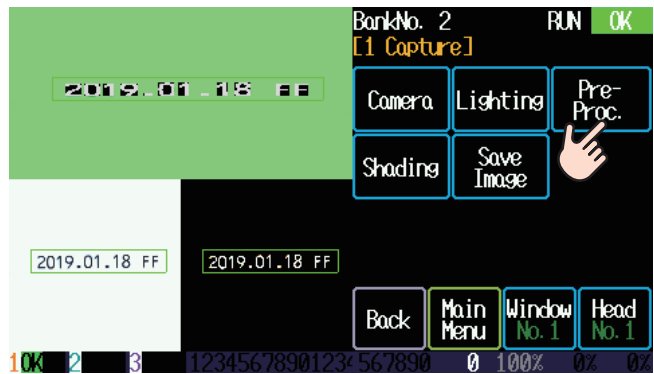 BankNo. 2 RUN OK
[1 Capture]
2019.01.18 FF
Camera Lighting Pre-Proc.
Shading Save Image
2019.01.18 FF 2019.01.18 FF
Back Main Menu Window No.1 Head No.1
1OK 2 3 12345678901234567890 0 100% 0% 0%